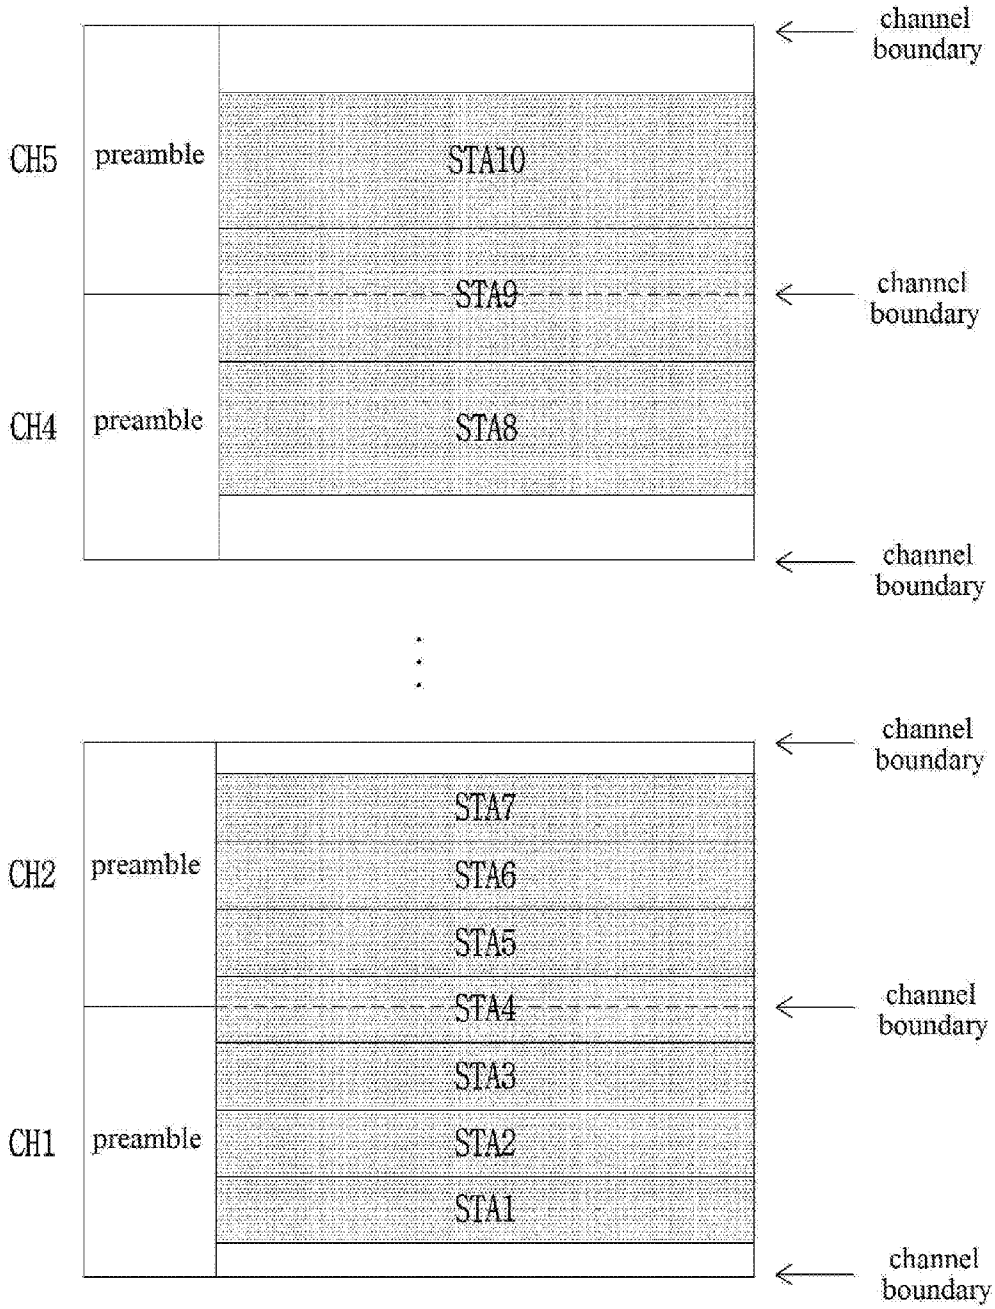 channel
boundary
CH5
preamble
STA10
STA9
channel
boundary
CH4
preamble
STA8
channel
boundary
channel
boundary
STA7
CH2
preamble
STA6
STA5
STA4
channel
boundary
STA3
CH1
preamble
STA2
STA1
channel
boundary